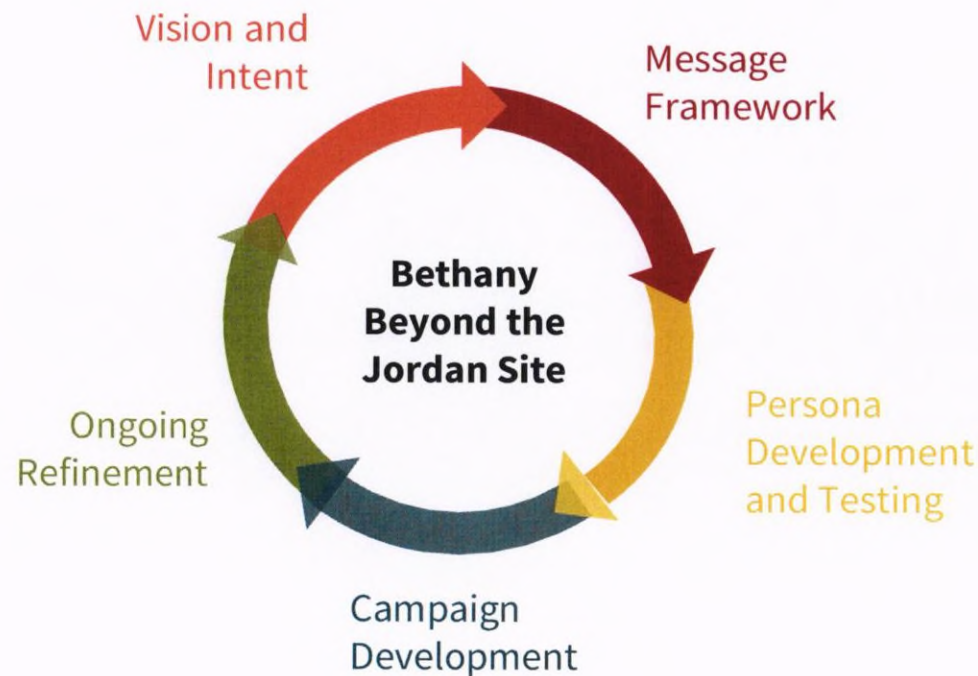 Vision and
Intent
Message
Framework
Bethany
Beyond the
Jordan Site
Persona
Development
and Testing
Ongoing
Refinement
Campaign
Development